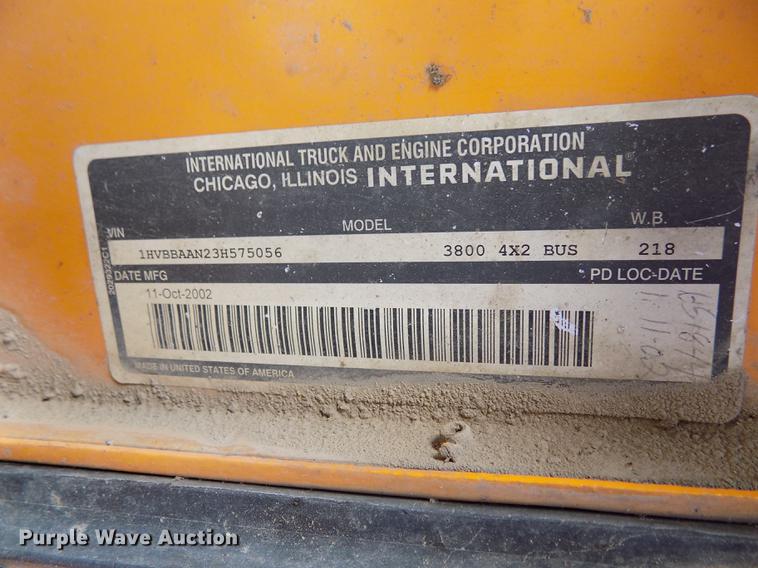 INTERNATIONAL TRUCK AND ENGINE CORPORATION
CHICAGO, ILLINOIS INTERNATIONAL
VIN MODEL W.B.
1HVBBAAN23H575056 3800 4X2 BUS 218
DATE MFG PD LOC-DATE
11-Oct-2002
2029322C1
MADE IN UNITED STATES OF AMERICA
Purple Wave Auction